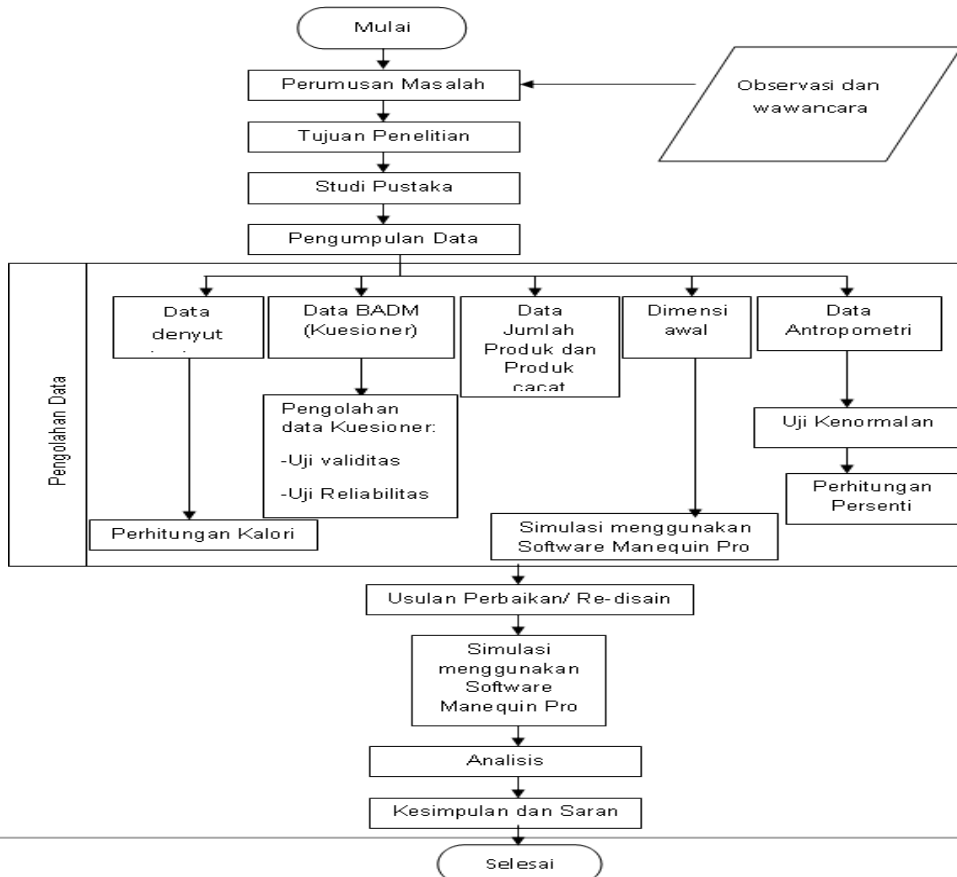 Mulai
Perumusan Masalah
Observasi dan
wawancara
Tujuan Penelitian
Studi Pustaka
Pengumpulan Data
Pengolahan Data
Data
denyut
Data BADM
(Kuesioner)
Data
Jumlah
Produk dan
Produk
cacat
Dimensi
awal
Data
Antropometri
Pengolahan
data Kuesioner:
-Uji validitas
-Uji Reliabilitas
Uji Kenormalan
Perhitungan
Persenti
Perhitungan Kalori
Simulasi menggunakan
Software Manequin Pro
Usulan Perbaikan/ Re-disain
Simulasi
menggunakan
Software
Manequin Pro
Analisis
Kesimpulan dan Saran
Selesai